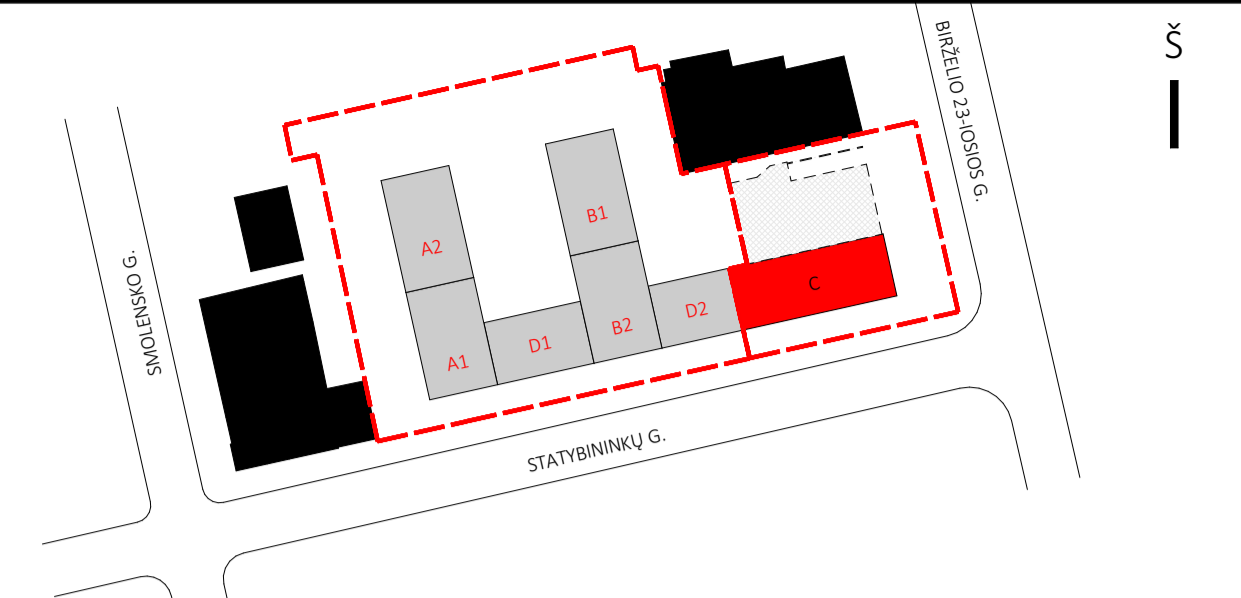 Š
BIRŽELIO 23-IOSIOS G.
SMOLENSKO G.
A2
B1
C
D2
B2
D1
A1
STATYBININKŲ G.